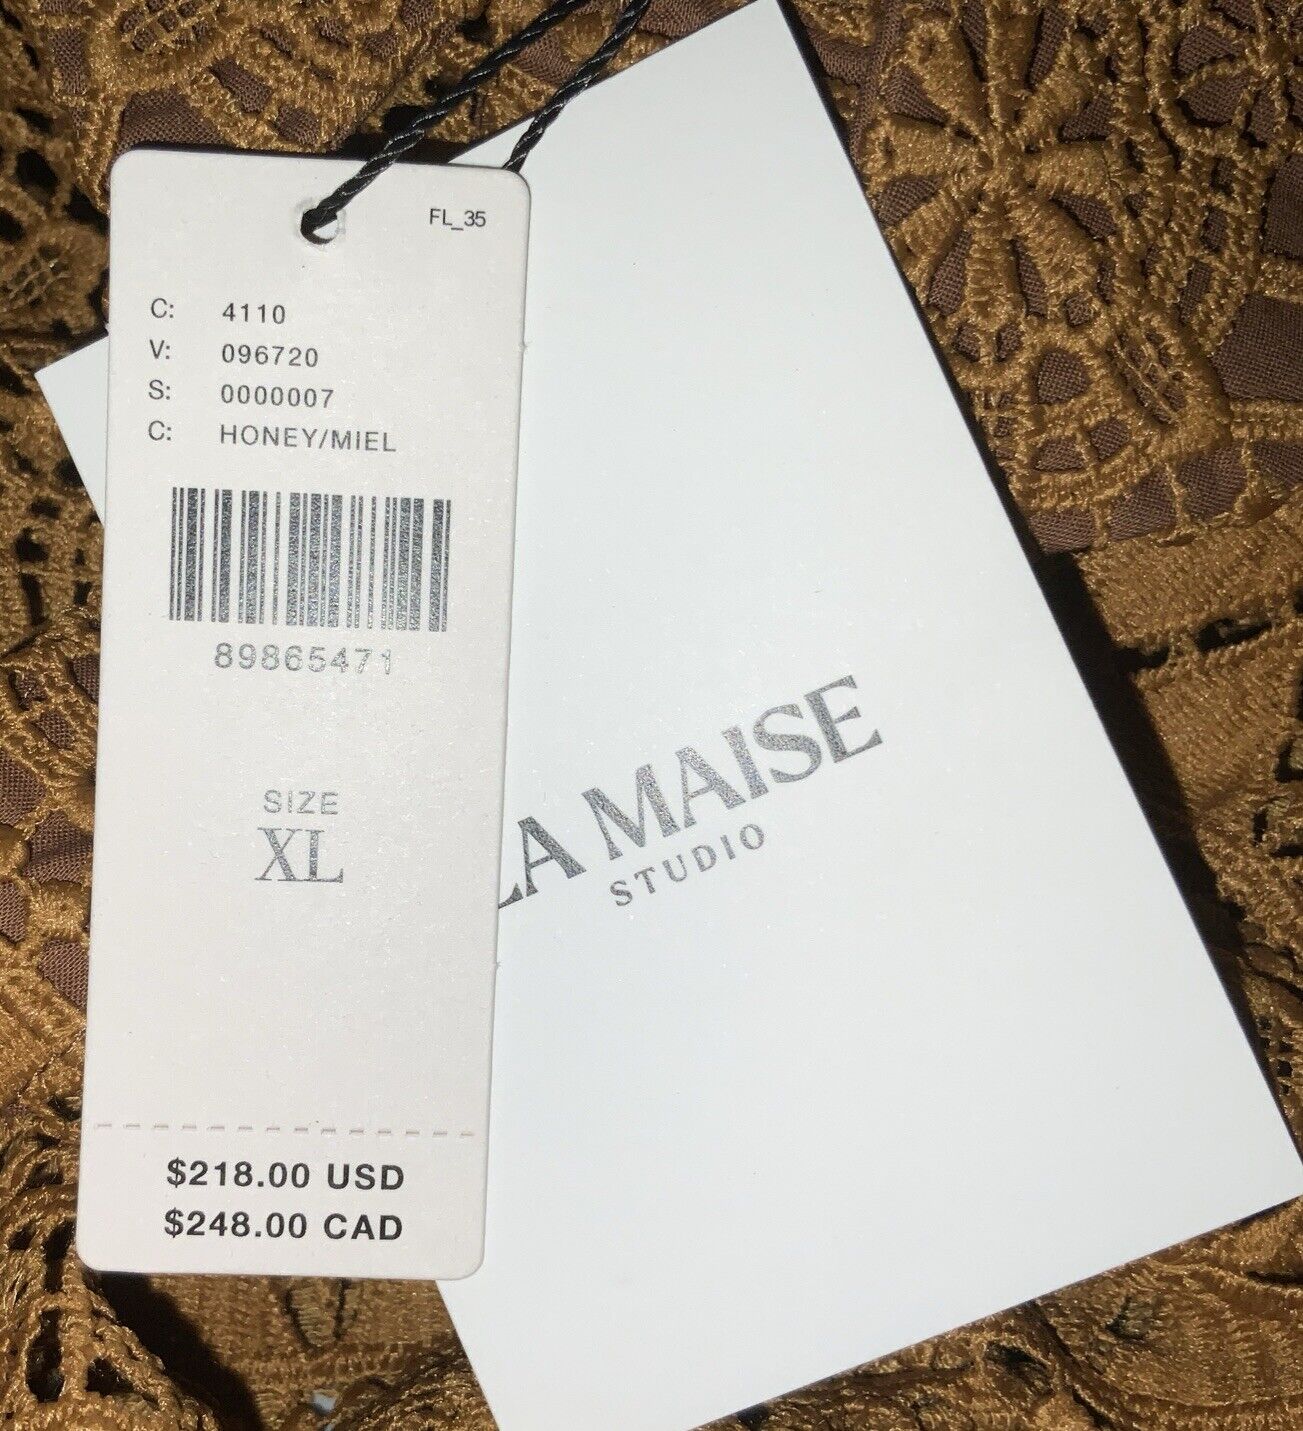 FL_35
C: 4110
V: 096720
S: 0000007
C: HONEY/MIEL
89865471
SIZE
XL
$218.00 USD
$248.00 CAD
LA MAISE
STUDIO